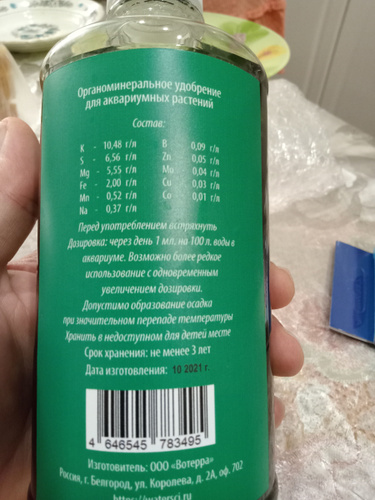 Органоминеральное удобрение
для аквариумных растений
Состав:
K - 10,48 г/л B - 0,09 г/л
S - 6,56 г/л Zn - 0,05 г/л
Mg - 5,55 г/л Mo - 0,04 г/л
Fe - 2,00 г/л Cu - 0,03 г/л
Mn - 0,52 г/л Co - 0,01 г/л
Na - 0,37 г/л
Перед употреблением встряхнуть
Дозировка: через день 1 мл. на 100 л. воды в
аквариуме. Возможно более редкое
использование с одновременным
увеличением дозировки.
Допустимо образование осадка
при значительном перепаде температуры
Хранить в недоступном для детей месте
Срок хранения: не менее 3 лет
Дата изготовления: 10 2021 г.
4 646545 783495
Изготовитель: ООО «Вотерра»
Россия, г. Белгород, ул. Королева, д. 2А, оф. 702